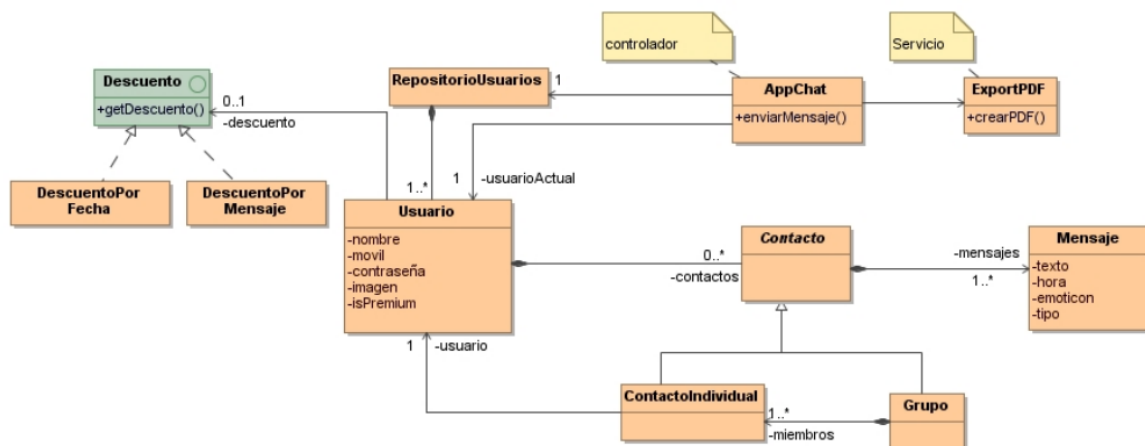 controlador
Servicio
Descuento
+getDescuento()
0..1
-descuento
RepositorioUsuarios
1
AppChat
+enviarMensaje()
ExportPDF
+crearPDF()
DescuentoPor
Fecha
DescuentoPor
Mensaje
1..*
1
-usuarioActual
Usuario
-nombre
-movil
-contraseña
-imagen
-isPremium
0..*
-contactos
Contacto
-mensajes
1..*
Mensaje
-texto
-hora
-emoticon
-tipo
1
-usuario
ContactoIndividual
1..*
-miembros
Grupo